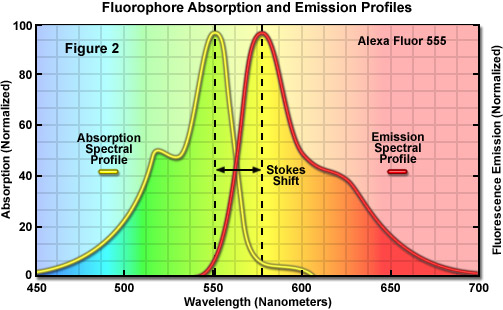 Fluorophore Absorption and Emission Profiles
Figure 2
Alexa Fluor 555
Absorption
Spectral
Profile
Emission
Spectral
Profile
Stokes
Shift
Absorption (Normalized)
Fluorescence Emission (Normalized)
100
80
60
40
20
0
450
500
550
600
650
700
Wavelength (Nanometers)